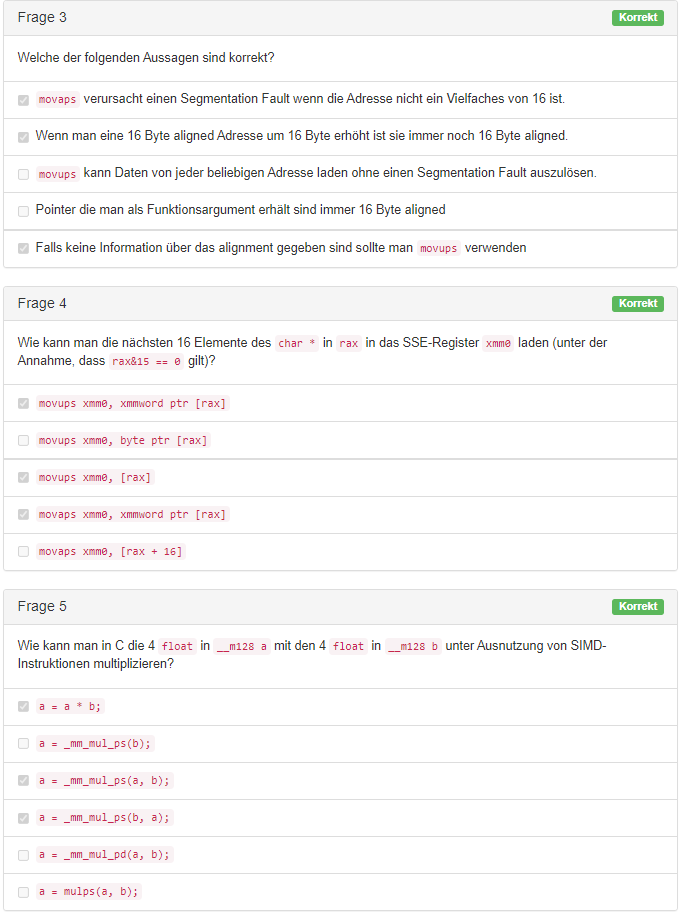 Frage 3 Korrekt
Welche der folgenden Aussagen sind korrekt?
movaps verursacht einen Segmentation Fault wenn die Adresse nicht ein Vielfaches von 16 ist.
Wenn man eine 16 Byte aligned Adresse um 16 Byte erhöht ist sie immer noch 16 Byte aligned.
movups kann Daten von jeder beliebigen Adresse laden ohne einen Segmentation Fault auszulösen.
Pointer die man als Funktionsargument erhält sind immer 16 Byte aligned
Falls keine Information über das alignment gegeben sind sollte man movups verwenden
Frage 4 Korrekt
Wie kann man die nächsten 16 Elemente des char * in rax in das SSE-Register xmm0 laden (unter der
Annahme, dass rax&15 == 0 gilt)?
movups xmm0, xmmword ptr [rax]
movups xmm0, byte ptr [rax]
movups xmm0, [rax]
movaps xmm0, xmmword ptr [rax]
movaps xmm0, [rax + 16]
Frage 5 Korrekt
Wie kann man in C die 4 float in __m128 a mit den 4 float in __m128 b unter Ausnutzung von SIMD-
Instruktionen multiplizieren?
a = a * b;
a = _mm_mul_ps(b);
a = _mm_mul_ps(a, b);
a = _mm_mul_ps(b, a);
a = _mm_mul_pd(a, b);
a = mulps(a, b);